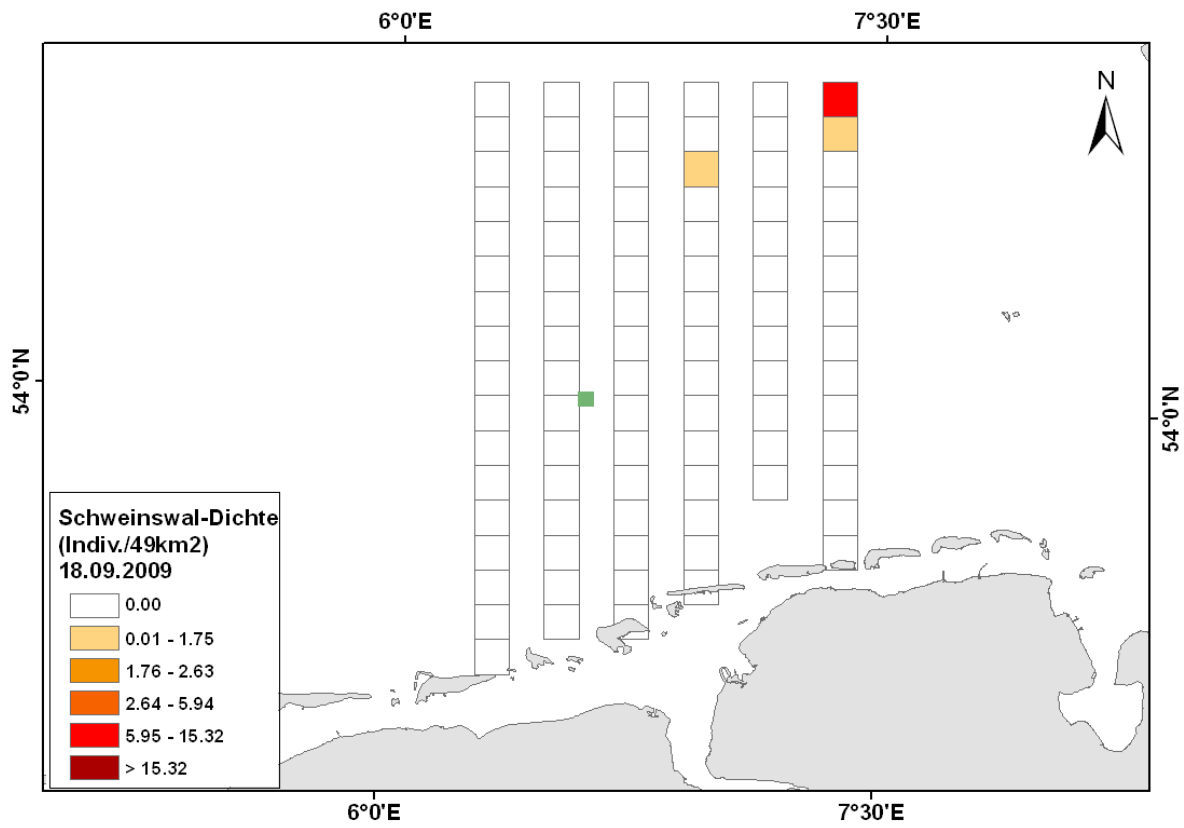 6°0'E
7°30'E
N
54°0'N
54°0'N
Schweinswal-Dichte
(Indiv./49km2)
18.09.2009
0.00
0.01 - 1.75
1.76 - 2.63
2.64 - 5.94
5.95 - 15.32
> 15.32
6°0'E
7°30'E